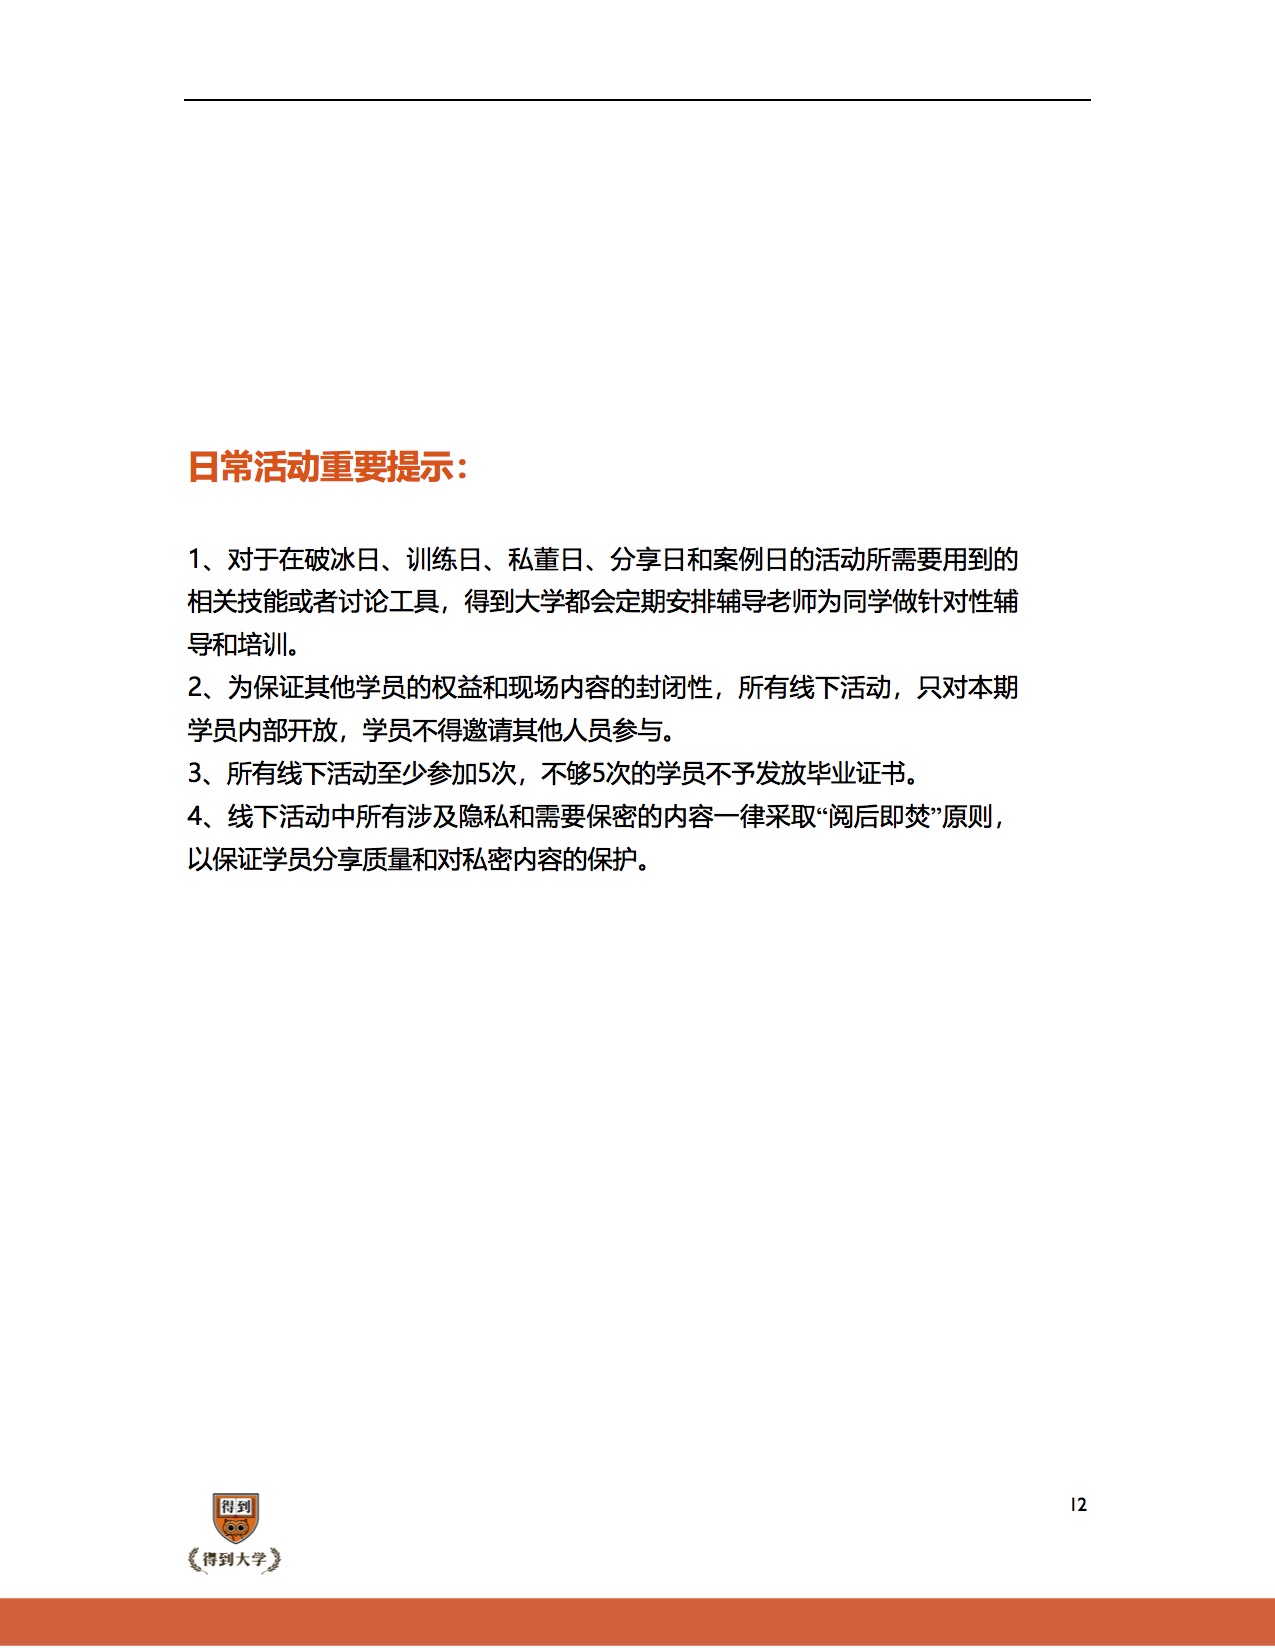 日常活动重要提示：
1、对于在破冰日、训练日、私董日、分享日和案例日的活动所需要用到的
相关技能或者讨论工具，得到大学都会定期安排辅导老师为同学做针对性辅
导和培训。
2、为保证其他学员的权益和现场内容的封闭性，所有线下活动，只对本期
学员内部开放，学员不得邀请其他人员参与。
3、所有线下活动至少参加5次，不够5次的学员不予发放毕业证书。
4、线下活动中所有涉及隐私和需要保密的内容一律采取“阅后即焚”原则，
以保证学员分享质量和对私密内容的保护。
得到
得到大学
12